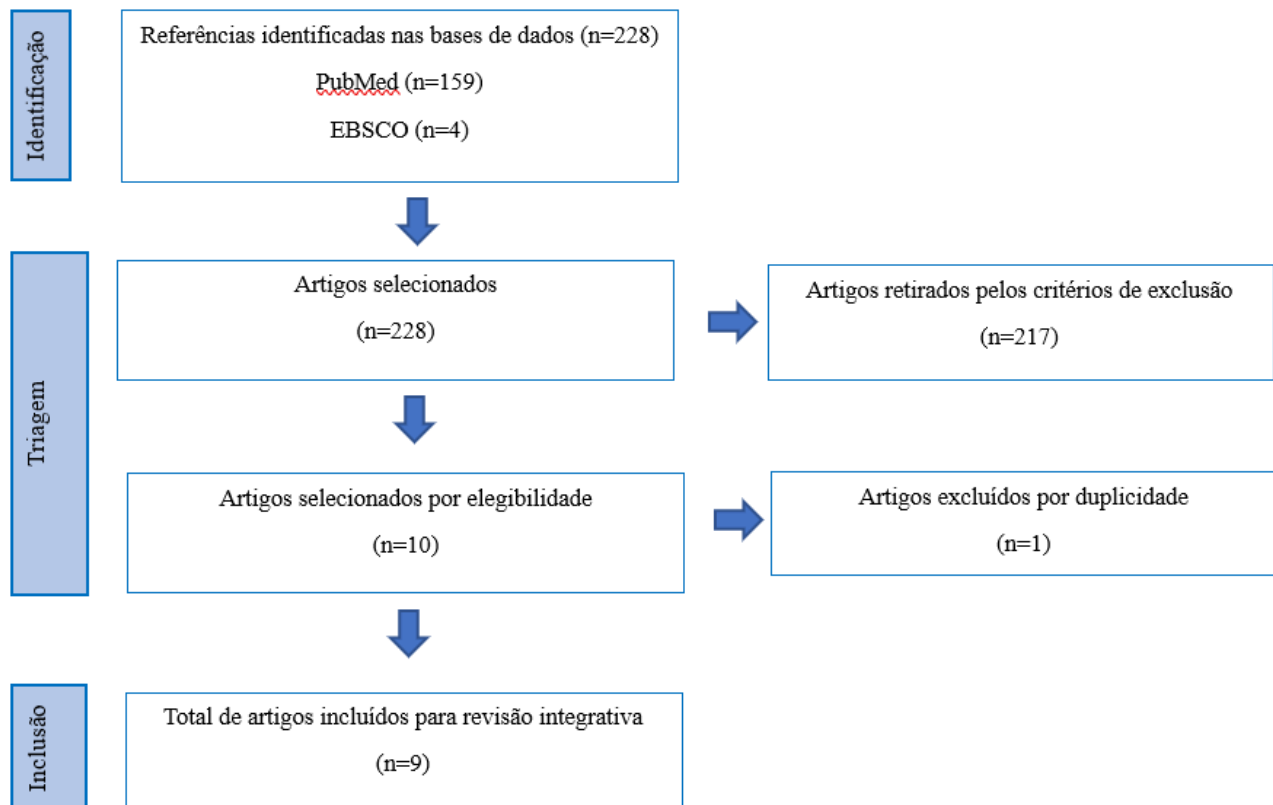 Identificação
Referências identificadas nas bases de dados (n=228)
PubMed (n=159)
EBSCO (n=4)
Triagem
Artigos selecionados
(n=228)
Artigos retirados pelos critérios de exclusão
(n=217)
Artigos selecionados por elegibilidade
(n=10)
Artigos excluídos por duplicidade
(n=1)
Inclusão
Total de artigos incluídos para revisão integrativa
(n=9)